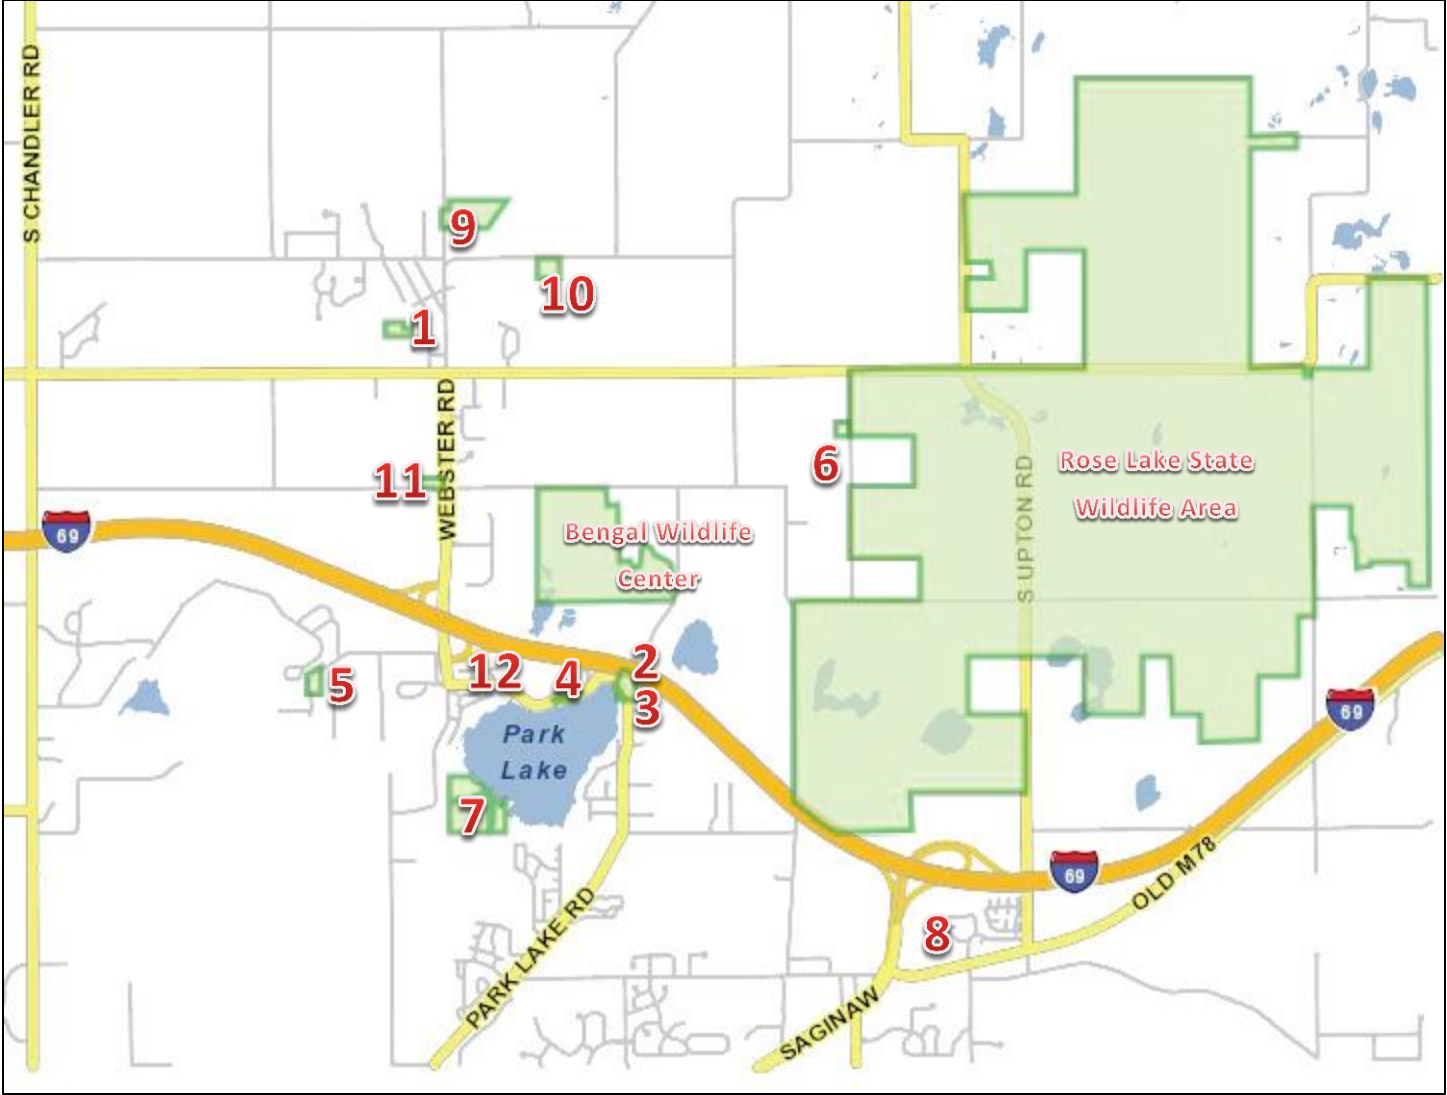 S CHANDLER RD
9
10
1
WEBSTER RD
6
11
Rose Lake State
Wildlife Area
S UPTON RD
69
Bengal Wildlife
Center
12
4
2
3
5
69
Park
Lake
7
69
OLD M78
8
PARK LAKE RD
SAGINAW